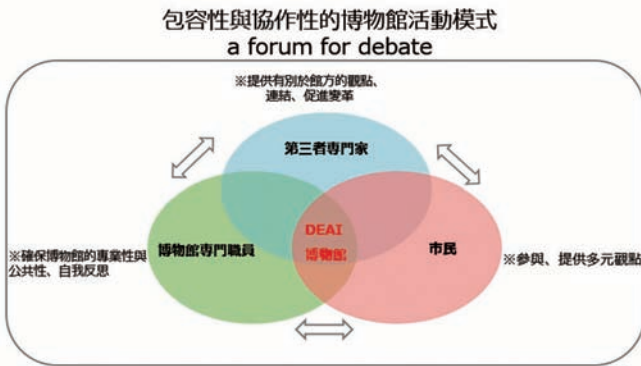 包容性與協作性的博物館活動模式
a forum for debate
※提供有別於館方的觀點、
連結、促進變革
第三者專門家
博物館專門職員
DEAI
博物館
市民
※確保博物館的專業性與
公共性、自我反思
※參與、提供多元觀點